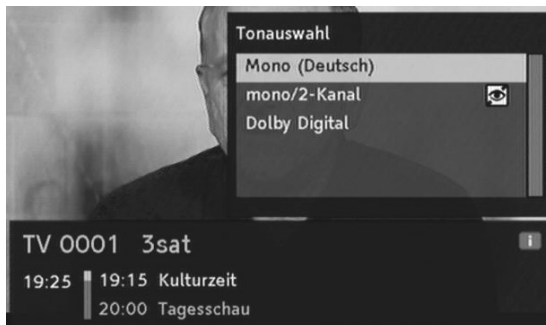 Tonauswahl
Mono (Deutsch)
mono/2-Kanal
Dolby Digital
TV 0001 3sat
i
19:25 19:15 Kulturzeit
20:00 Tagesschau